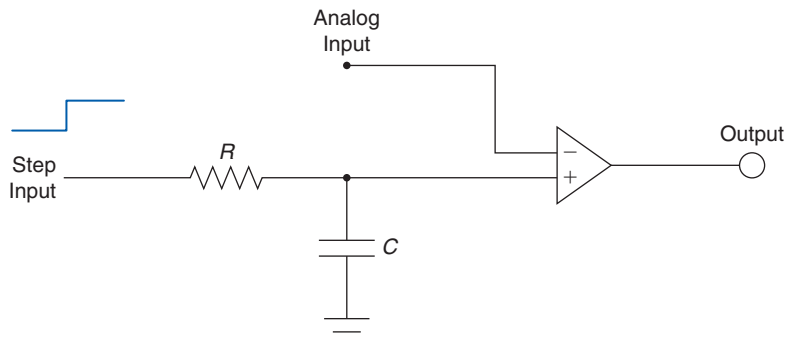 Analog
Input
Step
Input
R
Output
−
+
C